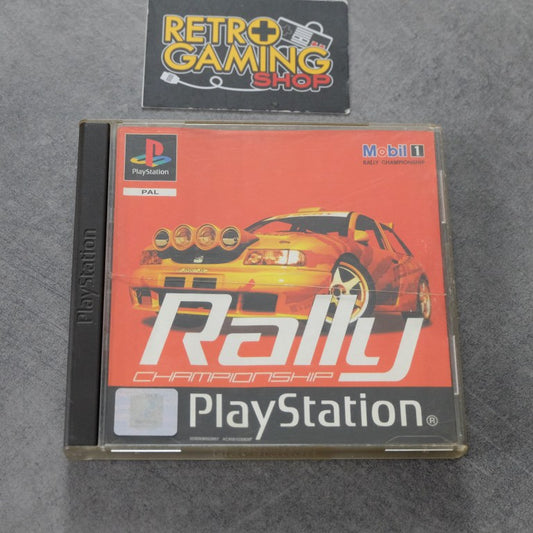 RETRO
GAMING
SHOP
PlayStation
PlayStation
PAL
Mobil 1
RALLY CHAMPIONSHIP
Rally
CHAMPIONSHIP
PlayStation®